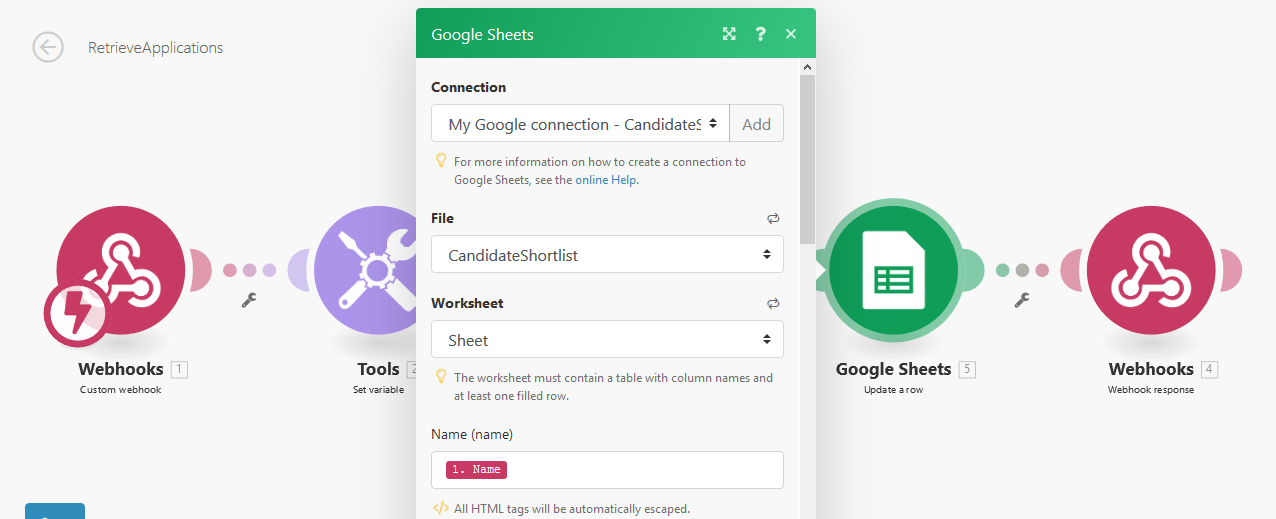 Google Sheets
?
RetrieveApplications
Connection
My Google connection - CandidateS
Add
For more information on how to create a connection to
Google Sheets, see the online Help.
File
CandidateShortlist
Worksheet
Sheet
The worksheet must contain a table with column names and
at least one filled row.
Name (name)
1. Name
</> All HTML tags will be automatically escaped.
Webhooks 1
Custom webhook
Tools 2
Set variable
Google Sheets 5
Update a row
Webhooks 4
Webhook response